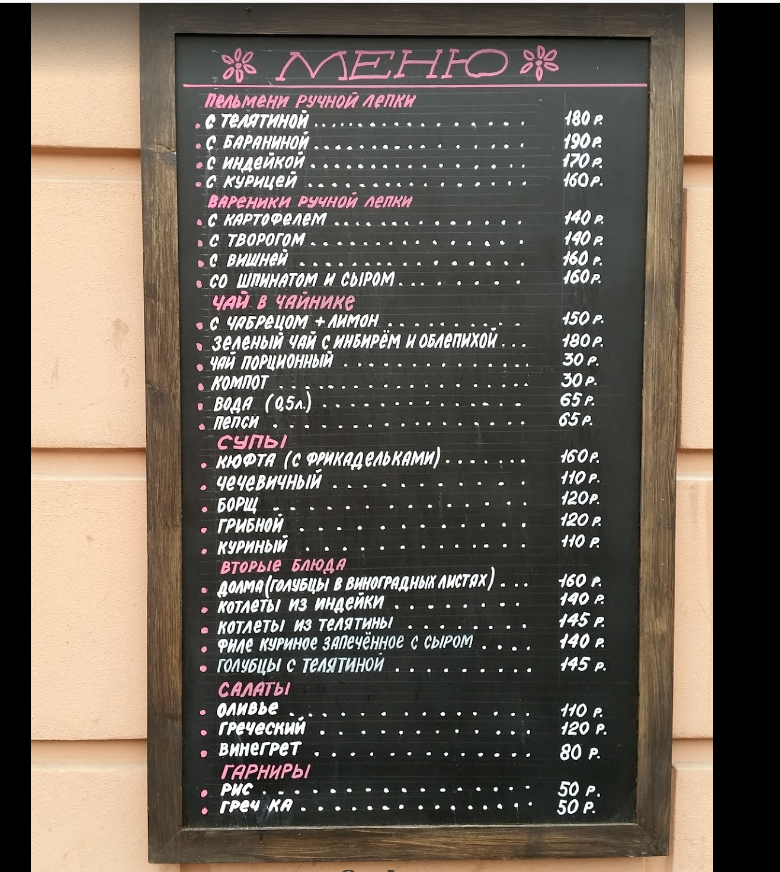 МЕНЮ
ПЕЛЬМЕНИ РУЧНОЙ ЛЕПКИ
С ТЕЛЯТИНОЙ 180 Р.
С БАРАНИНОЙ 190 Р.
С ИНДЕЙКОЙ 170 Р.
С КУРИЦЕЙ 160 Р.
ВАРЕНИКИ РУЧНОЙ ЛЕПКИ
С КАРТОФЕЛЕМ 140 Р.
С ТВОРОГОМ 140 Р.
С ВИШНЕЙ 160 Р.
СО ШПИНАТОМ И СЫРОМ 160 Р.
ЧАЙ В ЧАЙНИКЕ
С ЧАБРЕЦОМ + ЛИМОН 150 Р.
ЗЕЛЕНЫЙ ЧАЙ С ИНБИРЁМ И ОБЛЕПИХОЙ 180 Р.
ЧАЙ ПОРЦИОННЫЙ 30 Р.
КОМПОТ 30 Р.
ВОДА (0,5л.) 65 Р.
ПЕПСИ 65 Р.
СУПЫ
КЮФТА (С ФРИКАДЕЛЬКАМИ) 160 Р.
ЧЕЧЕВИЧНЫЙ 110 Р.
БОРЩ 120 Р.
ГРИБНОЙ 120 Р.
КУРИНЫЙ 110 Р.
ВТОРЫЕ БЛЮДА
ДОЛМА (ГОЛУБЦЫ В ВИНОГРАДНЫХ ЛИСТАХ) 160 Р.
КОТЛЕТЫ ИЗ ИНДЕЙКИ 140 Р.
КОТЛЕТЫ ИЗ ТЕЛЯТИНЫ 145 Р.
ФИЛЕ КУРИНОЕ ЗАПЕЧЁННОЕ С СЫРОМ 140 Р.
ГОЛУБЦЫ С ТЕЛЯТИНОЙ 145 Р.
САЛАТЫ
ОЛИВЬЕ 110 Р.
ГРЕЧЕСКИЙ 120 Р.
ВИНЕГРЕТ 80 Р.
ГАРНИРЫ
РИС 50 Р.
ГРЕЧКА 50 Р.